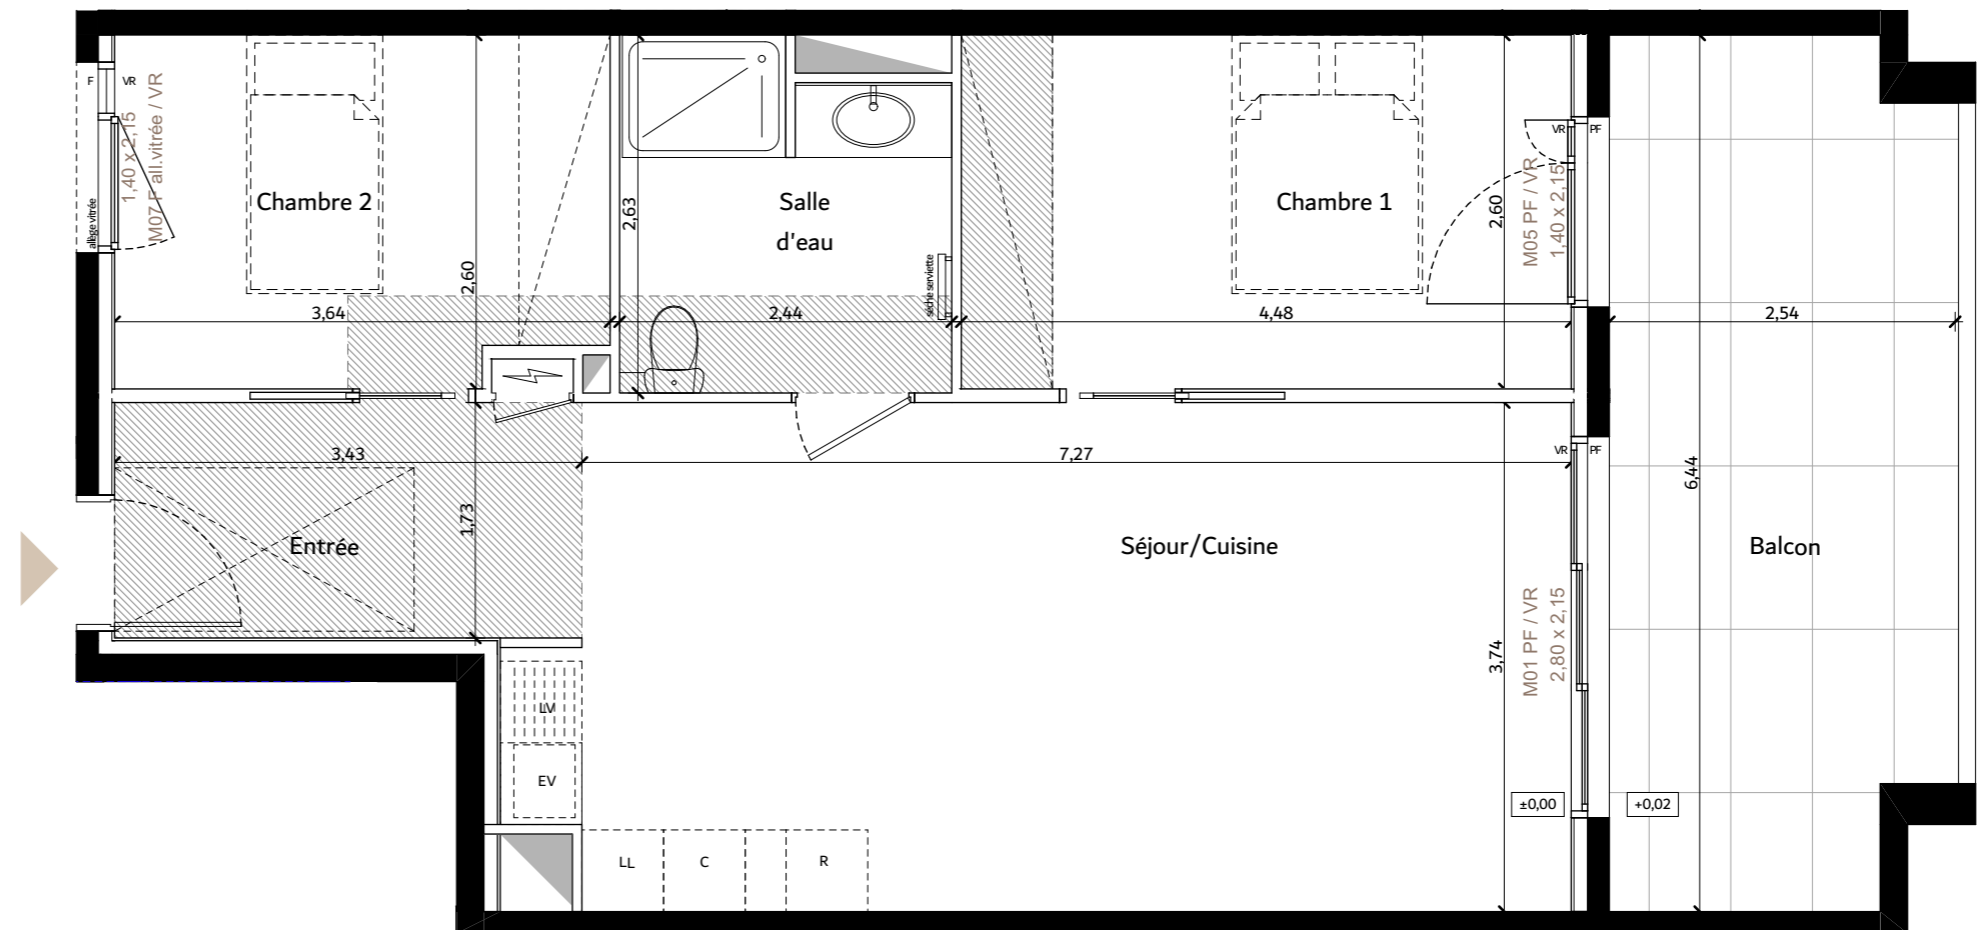 F
VR
1,40 x 2,15
M07 F all.vitrée / VR
allège vitrée
Chambre 2
2,60
3,64
2,63
Salle
d'eau
sèche serviette
2,44
Chambre 1
2,60
4,48
VR
PF
M05 PF / VR
1,40 x 2,15
2,54
3,43
7,27
VR
PF
6,44
1,73
Entrée
Séjour/Cuisine
Balcon
3,74
M01 PF / VR
2,80 x 2,15
LV
EV
±0,00
+0,02
LL
C
R